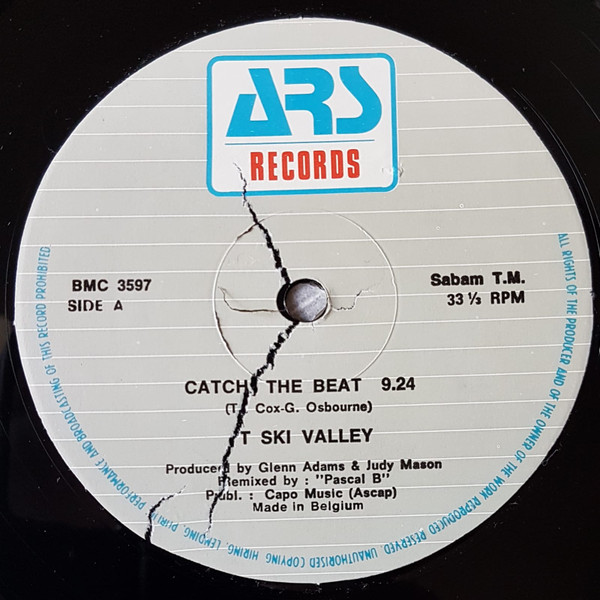 ARS
RECORDS
BMC 3597
SIDE A
Sabam T.M.
33 ⅓ RPM
CATCH THE BEAT 9.24
(T. Cox-G. Osbourne)
T SKI VALLEY
Produced by Glenn Adams & Judy Mason
Remixed by : "Pascal B"
Publ. : Capo Music (Ascap)
Made in Belgium
ALL RIGHTS OF THE PRODUCER AND OF THE OWNER OF THE WORK REPRODUCED RESERVED UNAUTHORISED COPYING HIRING, LENDING, PUBLIC PERFORMANCE AND BROADCASTING OF THIS RECORD PROHIBITED